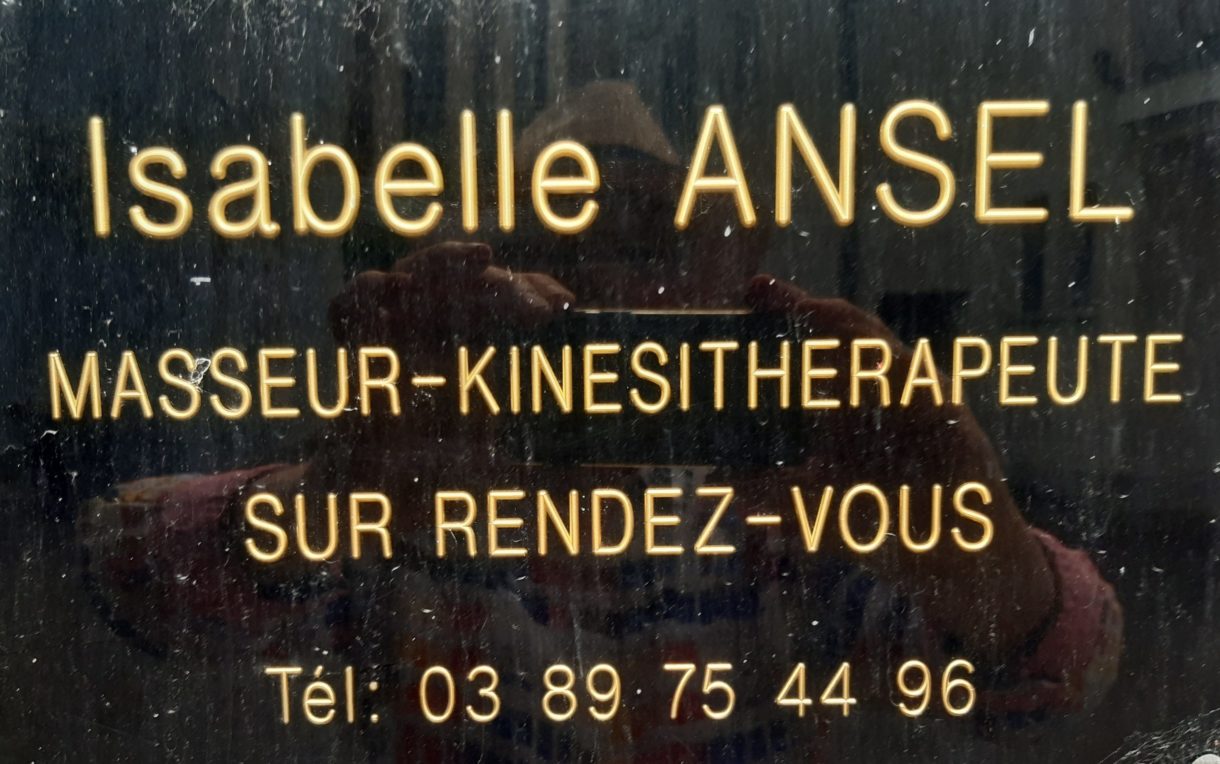 Isabelle ANSEL
MASSEUR-KINESITHERAPEUTE
SUR RENDEZ-VOUS
Tél: 03 89 75 44 96